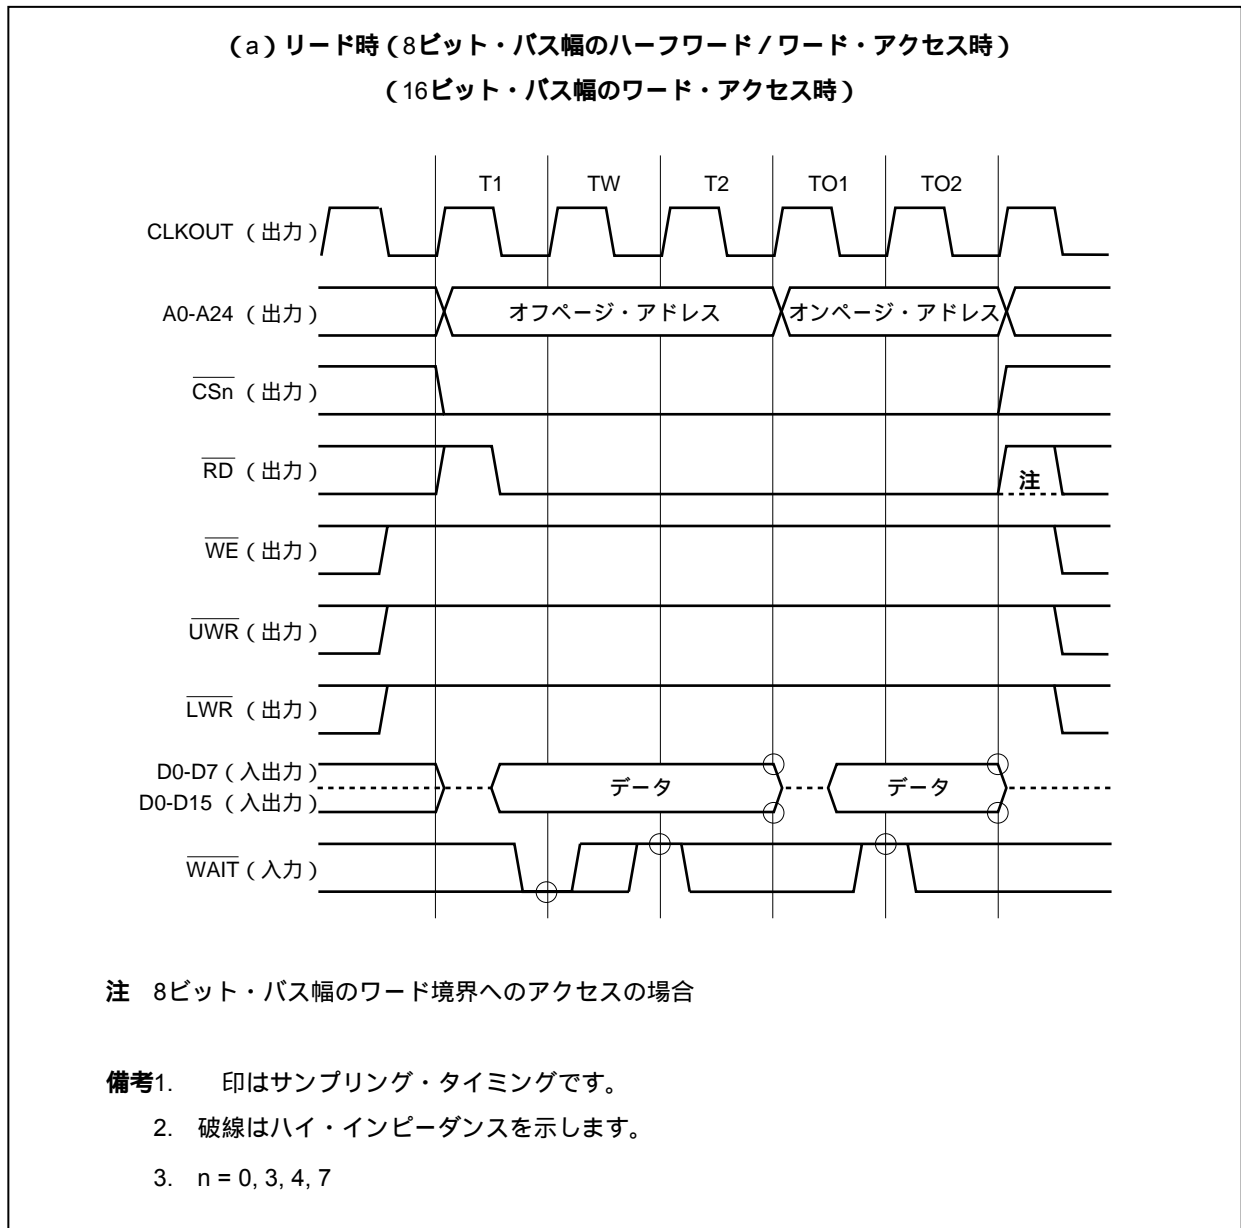 (a)リード時(8ビット・バス幅のハーフワード/ワード・アクセス時)
(16ビット・バス幅のワード・アクセス時)
T1 TW T2 TO1 TO2
CLKOUT(出力)
A0-A24(出力) オフページ・アドレス オンページ・アドレス
CSn(出力)
RD(出力) 注
WE(出力)
UWR(出力)
LWR(出力)
D0-D7(入出力) データ データ
D0-D15(入出力)
WAIT(入力)
注 8ビット・バス幅のワード境界へのアクセスの場合
備考1. 印はサンプリング・タイミングです。
2. 破線はハイ・インピーダンスを示します。
3. n = 0, 3, 4, 7